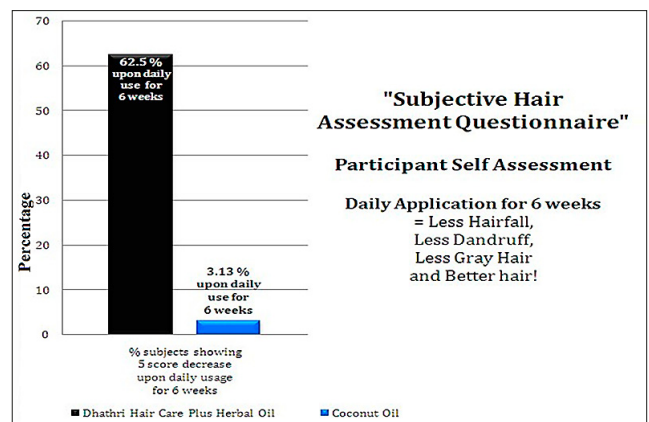 70
60
50
40
30
20
10
0
Percentage
62.5 %
upon daily
use for
6 weeks
3.13 %
upon daily
use for
6 weeks
% subjects showing
5 score decrease
upon daily usage
for 6 weeks
Dhathri Hair Care Plus Herbal Oil
Coconut Oil
"Subjective Hair
Assessment Questionnaire"
Participant Self Assessment
Daily Application for 6 weeks
= Less Hairfall,
Less Dandruff,
Less Gray Hair
and Better hair!